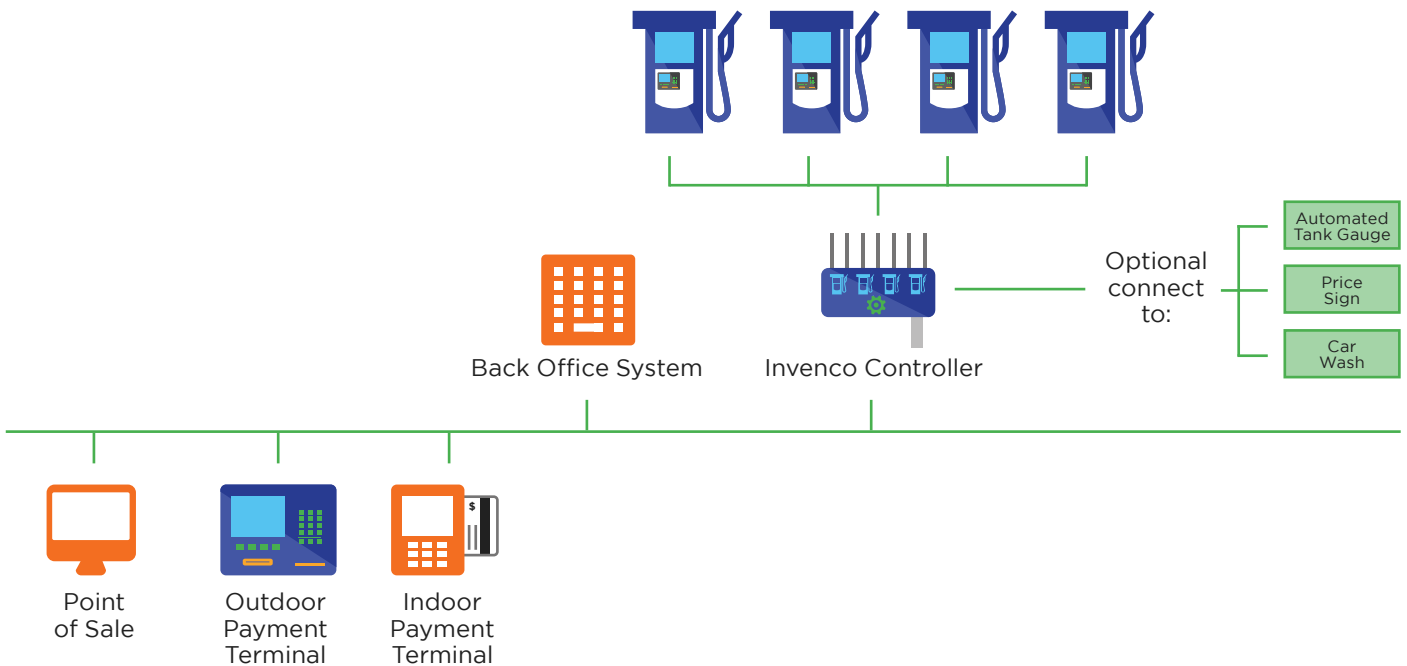 Automated
Tank Gauge
Optional
connect
to:
Price
Sign
Car
Wash
Back Office System
Invenco Controller
$
Point
of Sale
Outdoor
Payment
Terminal
Indoor
Payment
Terminal